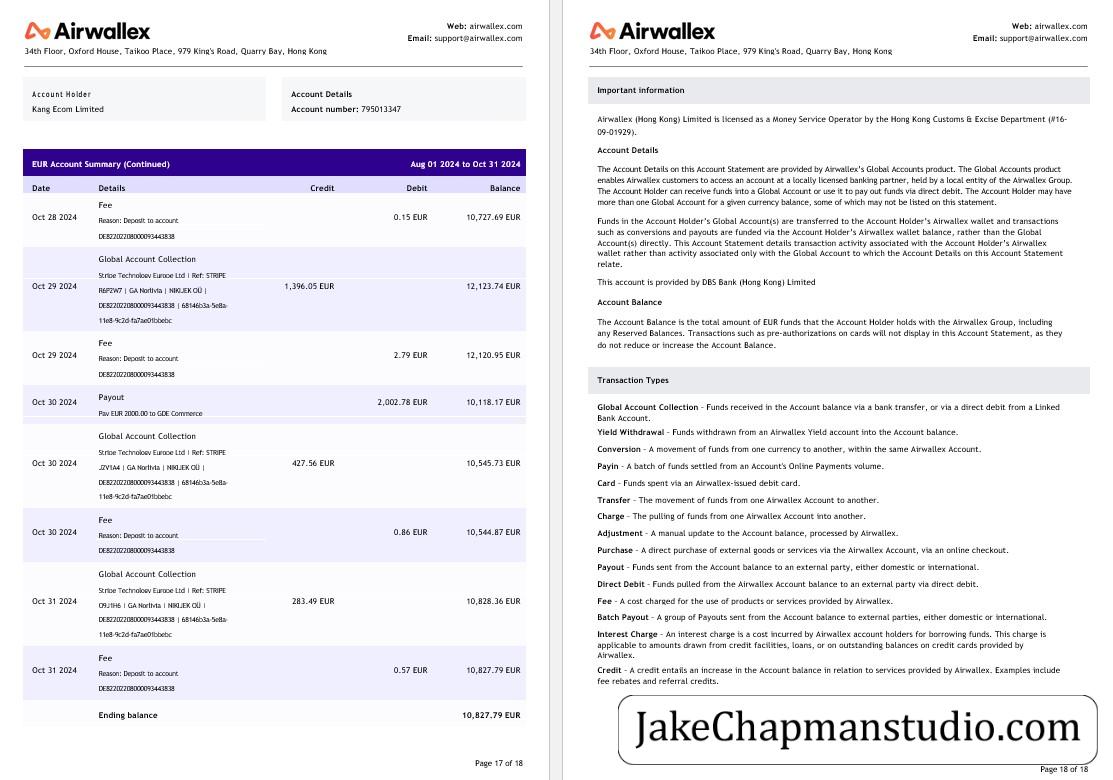 Airwallex
Web: airwallex.com
Email: support@airwallex.com
34th Floor, Oxford House, Taikoo Place, 979 King's Road, Quarry Bay, Hong Kong
Account Holder
Kang Ecom Limited
Account Details
Account number: 795013347
EUR Account Summary (Continued) Aug 01 2024 to Oct 31 2024
Date Details Credit Debit Balance
Fee
Oct 28 2024 Reason: Deposit to account 0.15 EUR 10,727.69 EUR
DE82202208000093443838
Global Account Collection
Stripe Technology Europe Ltd | Ref: STRIPE
Oct 29 2024 R6P2W7 | GA Norlivia | NIKIJEK OÜ | 1,396.05 EUR 12,123.74 EUR
DE82202208000093443838 | 68146b3a-5e8a-
11e8-9c2d-fa7ae01bbebc
Fee
Oct 29 2024 Reason: Deposit to account 2.79 EUR 12,120.95 EUR
DE82202208000093443838
Payout
Oct 30 2024 2,002.78 EUR 10,118.17 EUR
Pay EUR 2000.00 to GDE Commerce
Global Account Collection
Stripe Technology Europe Ltd | Ref: STRIPE
Oct 30 2024 J2V1A4 | GA Norlivia | NIKIJEK OÜ | 427.56 EUR 10,545.73 EUR
DE82202208000093443838 | 68146b3a-5e8a-
11e8-9c2d-fa7ae01bbebc
Fee
Oct 30 2024 Reason: Deposit to account 0.86 EUR 10,544.87 EUR
DE82202208000093443838
Global Account Collection
Stripe Technology Europe Ltd | Ref: STRIPE
Oct 31 2024 O9J1H6 | GA Norlivia | NIKIJEK OÜ | 283.49 EUR 10,828.36 EUR
DE82202208000093443838 | 68146b3a-5e8a-
11e8-9c2d-fa7ae01bbebc
Fee
Oct 31 2024 Reason: Deposit to account 0.57 EUR 10,827.79 EUR
DE82202208000093443838
Ending balance 10,827.79 EUR
Page 17 of 18
Airwallex
Web: airwallex.com
Email: support@airwallex.com
34th Floor, Oxford House, Taikoo Place, 979 King's Road, Quarry Bay, Hong Kong
Important information
Airwallex (Hong Kong) Limited is licensed as a Money Service Operator by the Hong Kong Customs & Excise Department (#16-
09-01929).
Account Details
The Account Details on this Account Statement are provided by Airwallex's Global Accounts product. The Global Accounts product
enables Airwallex customers to access an account at a locally licensed banking partner, held by a local entity of the Airwallex Group.
The Account Holder can receive funds into a Global Account or use it to pay out funds via direct debit. The Account Holder may have
more than one Global Account for a given currency balance, some of which may not be listed on this statement.
Funds in the Account Holder's Global Account(s) are transferred to the Account Holder's Airwallex wallet and transactions
such as conversions and payouts are funded via the Account Holder's Airwallex wallet balance, rather than the Global
Account(s) directly. This Account Statement details transaction activity associated with the Account Holder's Airwallex
wallet rather than activity associated only with the Global Account to which the Account Details on this Account Statement
relate.
This account is provided by DBS Bank (Hong Kong) Limited
Account Balance
The Account Balance is the total amount of EUR funds that the Account Holder holds with the Airwallex Group, including
any Reserved Balances. Transactions such as pre-authorizations on cards will not display in this Account Statement, as they
do not reduce or increase the Account Balance.
Transaction Types
Global Account Collection – Funds received in the Account balance via a bank transfer, or via a direct debit from a Linked
Bank Account.
Yield Withdrawal – Funds withdrawn from an Airwallex Yield account into the Account balance.
Conversion – A movement of funds from one currency to another, within the same Airwallex Account.
Payin – A batch of funds settled from an Account's Online Payments volume.
Card – Funds spent via an Airwallex-issued debit card.
Transfer – The movement of funds from one Airwallex Account to another.
Charge – The pulling of funds from one Airwallex Account into another.
Adjustment – A manual update to the Account balance, processed by Airwallex.
Purchase – A direct purchase of external goods or services via the Airwallex Account, via an online checkout.
Payout – Funds sent from the Account balance to an external party, either domestic or international.
Direct Debit – Funds pulled from the Airwallex Account balance to an external party via direct debit.
Fee – A cost charged for the use of products or services provided by Airwallex.
Batch Payout – A group of Payouts sent from the Account balance to external parties, either domestic or international.
Interest Charge – An interest charge is a cost incurred by Airwallex account holders for borrowing funds. This charge is
applicable to amounts drawn from credit facilities, loans, or on outstanding balances on credit cards provided by
Airwallex.
Credit – A credit entails an increase in the Account balance in relation to services provided by Airwallex. Examples include
fee rebates and referral credits.
JakeChapmanstudio.com
Page 18 of 18